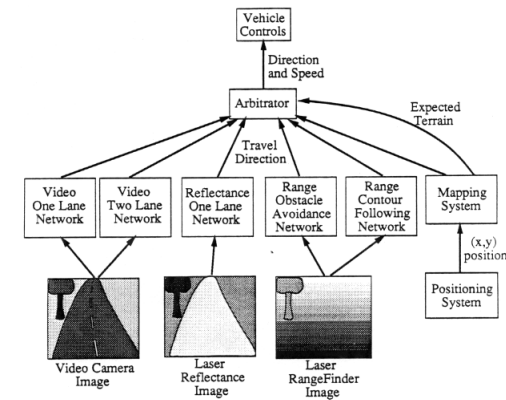 Vehicle
Controls
Direction
and Speed
Arbitrator
Expected
Terrain
Travel
Direction
Video
One Lane
Network
Video
Two Lane
Network
Reflectance
One Lane
Network
Range
Obstacle
Avoidance
Network
Range
Contour
Following
Network
Mapping
System
(x,y)
position
Positioning
System
Video Camera
Image
Laser
Reflectance
Image
Laser
RangeFinder
Image